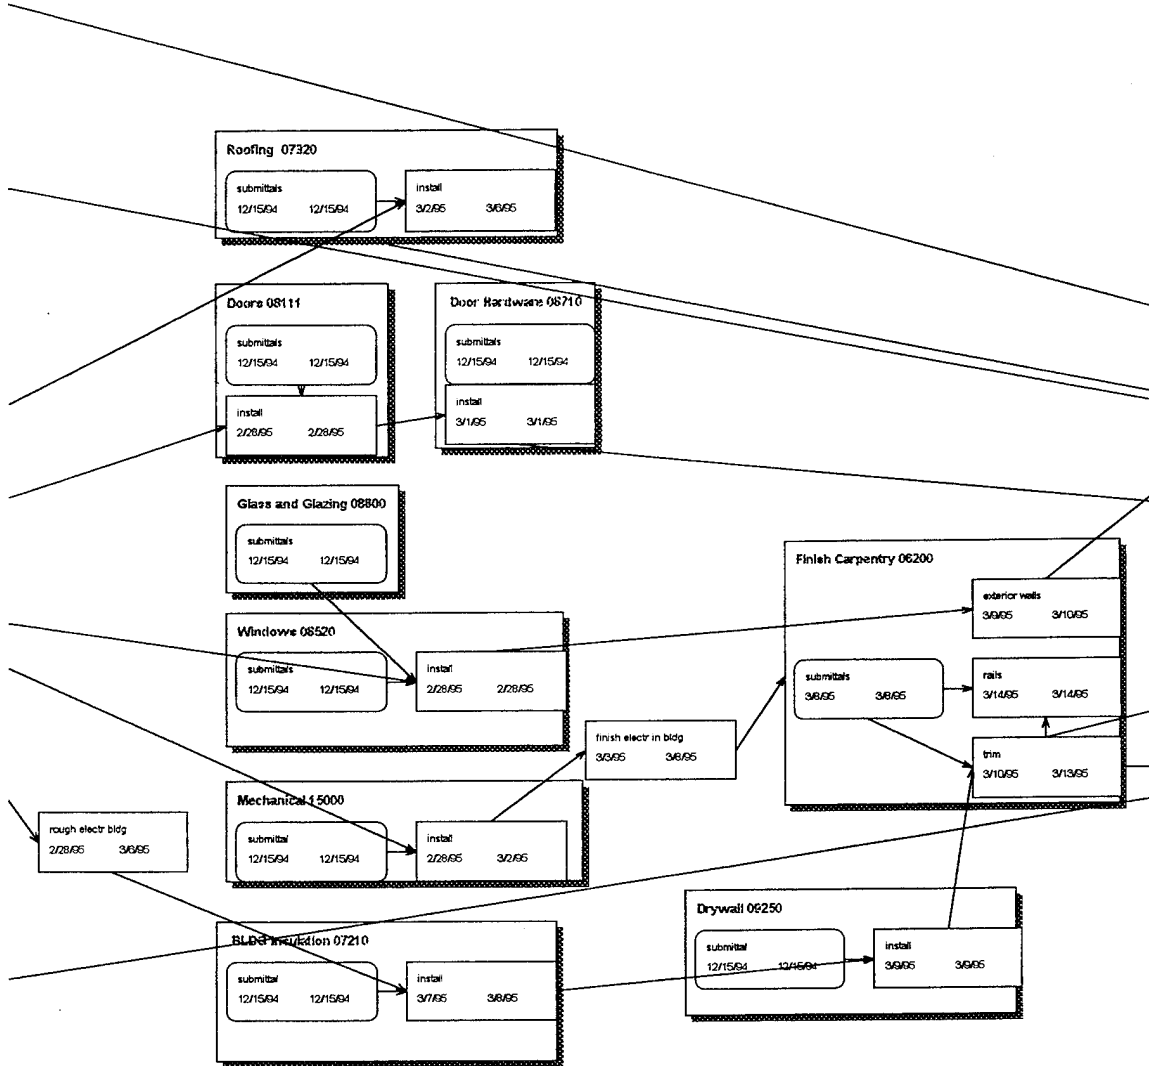 Roofing 07320
submittals
12/15/94 12/15/94
install
3/2/95 3/6/95
Doors 08111
submittals
12/15/94 12/15/94
install
2/28/95 2/28/95
Door Hardware 08710
submittals
12/15/94 12/15/94
install
3/1/95 3/1/95
Glass and Glazing 08800
submittals
12/15/94 12/15/94
Windows 08520
submittals
12/15/94 12/15/94
install
2/28/95 2/28/95
finish electr in bldg
3/3/95 3/8/95
Finish Carpentry 06200
exterior walls
3/9/95 3/10/95
submittals
3/8/95 3/8/95
rails
3/14/95 3/14/95
trim
3/10/95 3/13/95
Mechanical 15000
submittal
12/15/94 12/15/94
install
2/28/95 3/2/95
rough electr bldg
2/28/95 3/6/95
BLDG Insulation 07210
submittal
12/15/94 12/15/94
install
3/7/95 3/8/95
Drywall 09250
submittal
12/15/94 12/15/94
install
3/9/95 3/9/95